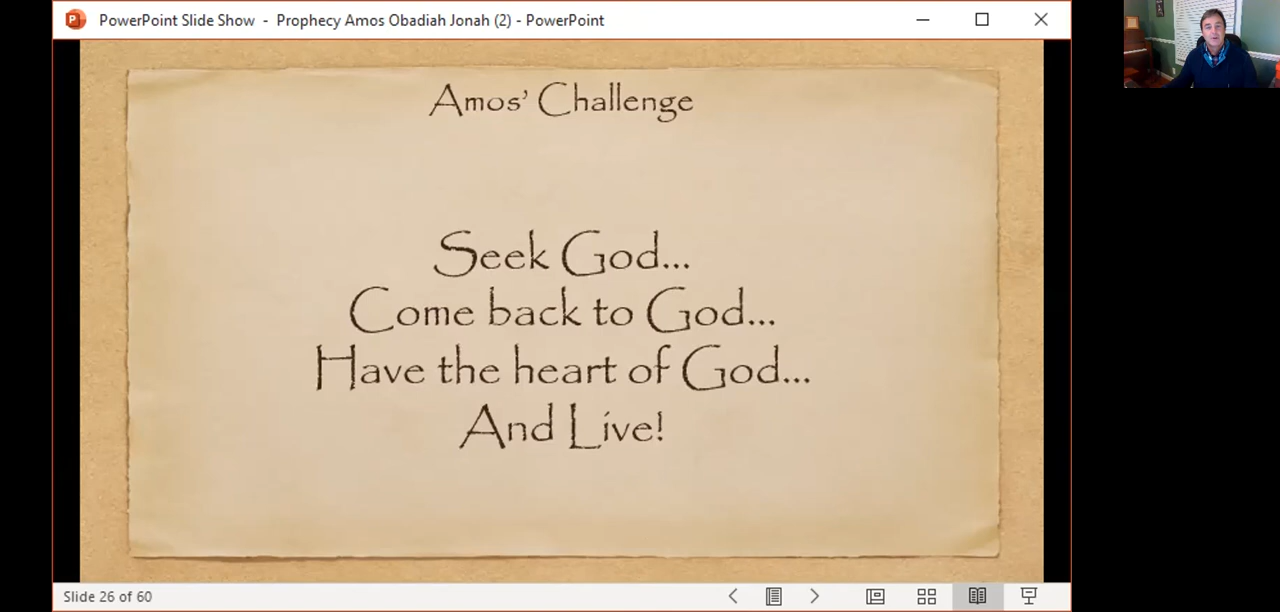 PowerPoint Slide Show - Prophecy Amos Obadiah Jonah (2) - PowerPoint
Amos’ Challenge
Seek God...
Come back to God...
Have the heart of God...
And Live!
Slide 26 of 60